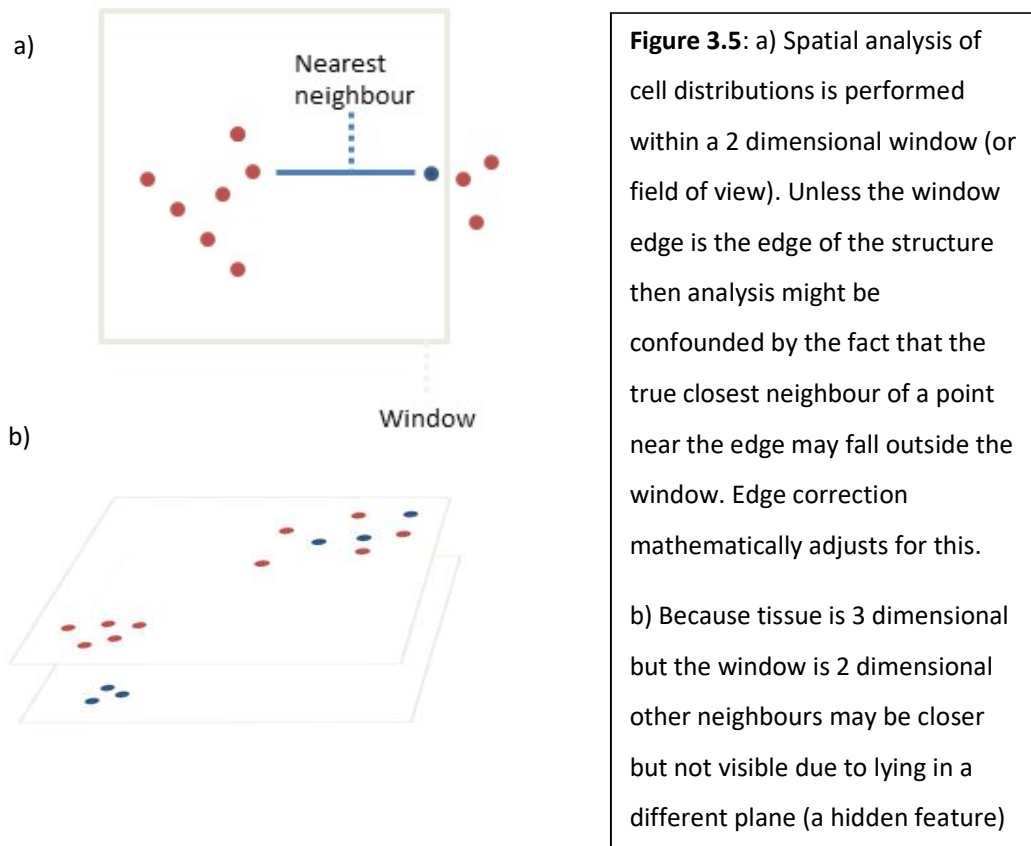 a)
Nearest
neighbour
Window
b)
Figure 3.5: a) Spatial analysis of
cell distributions is performed
within a 2 dimensional window (or
field of view). Unless the window
edge is the edge of the structure
then analysis might be
confounded by the fact that the
true closest neighbour of a point
near the edge may fall outside the
window. Edge correction
mathematically adjusts for this.
b) Because tissue is 3 dimensional
but the window is 2 dimensional
other neighbours may be closer
but not visible due to lying in a
different plane (a hidden feature)